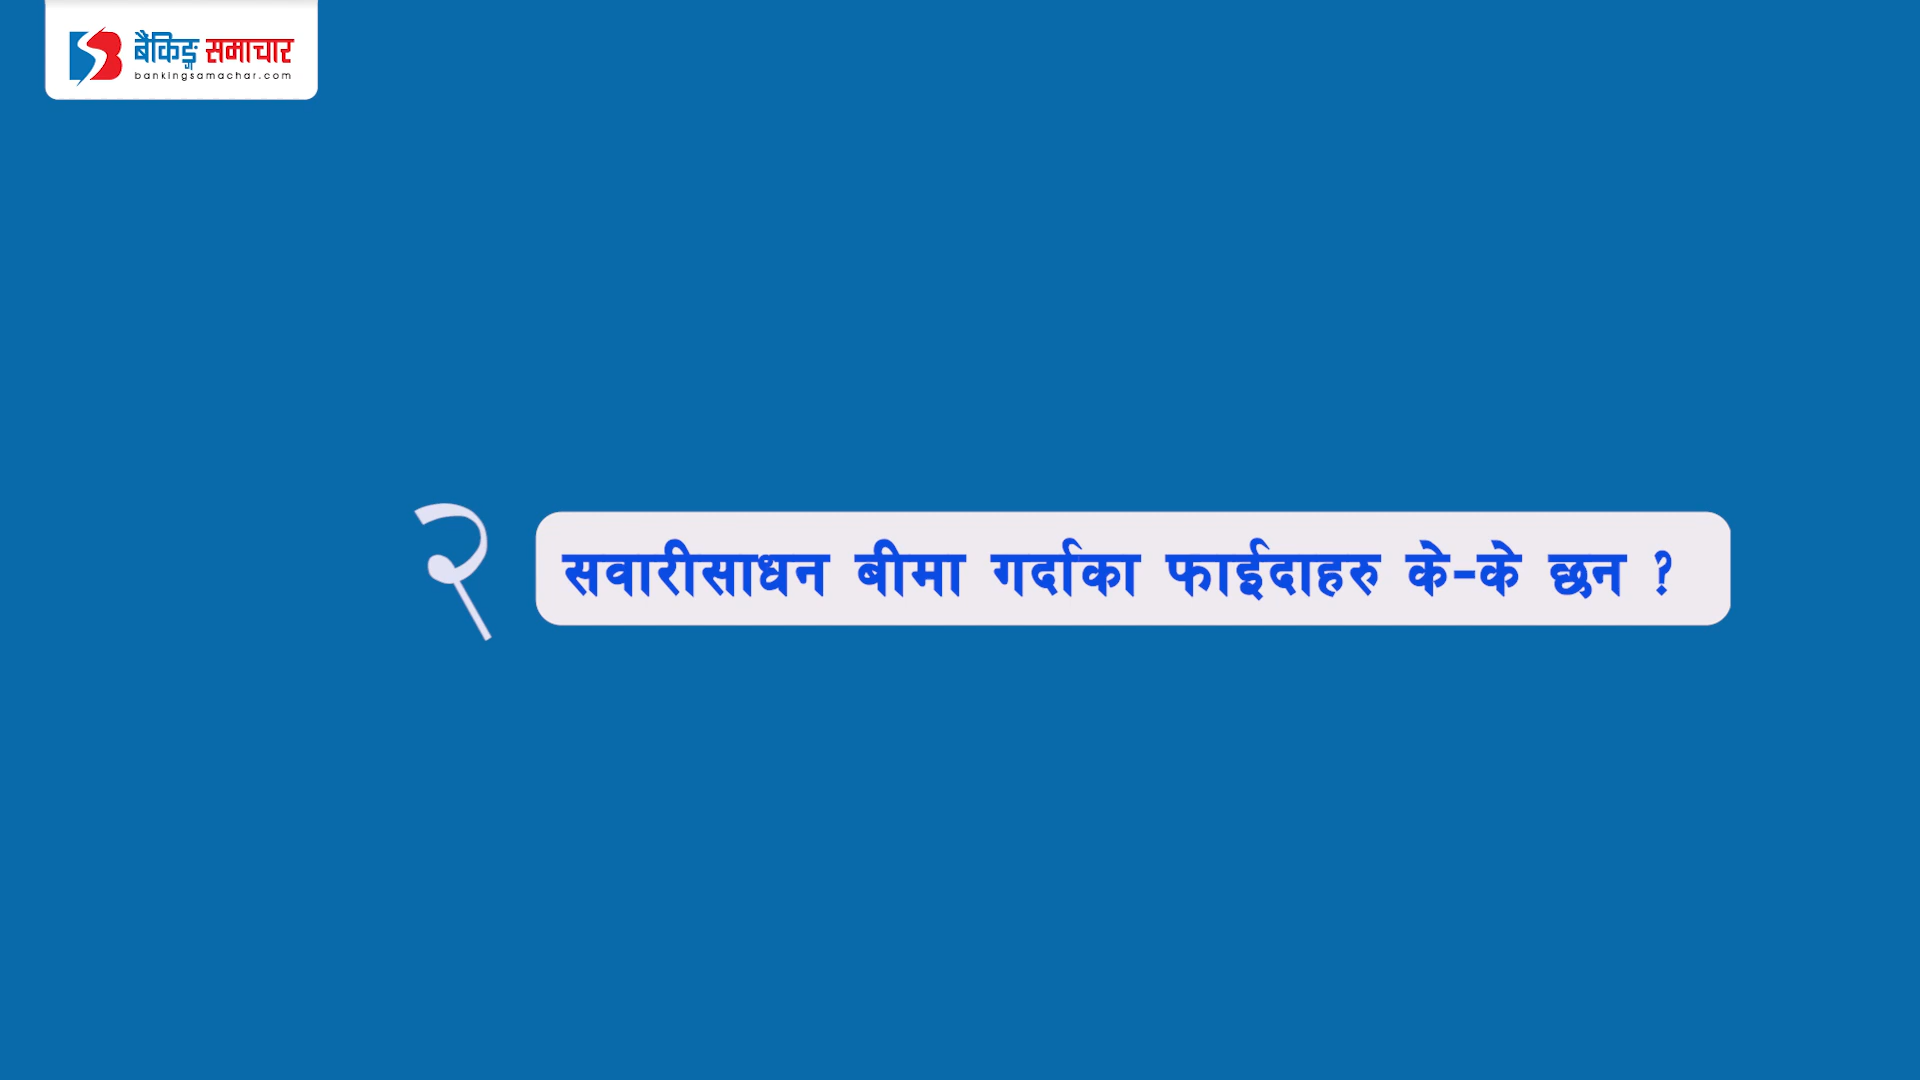 बैंकिङ्ग समाचार
bankingsamachar.com
२
सवारीसाधन बीमा गर्दाका फाईदाहरु के-के छन ?